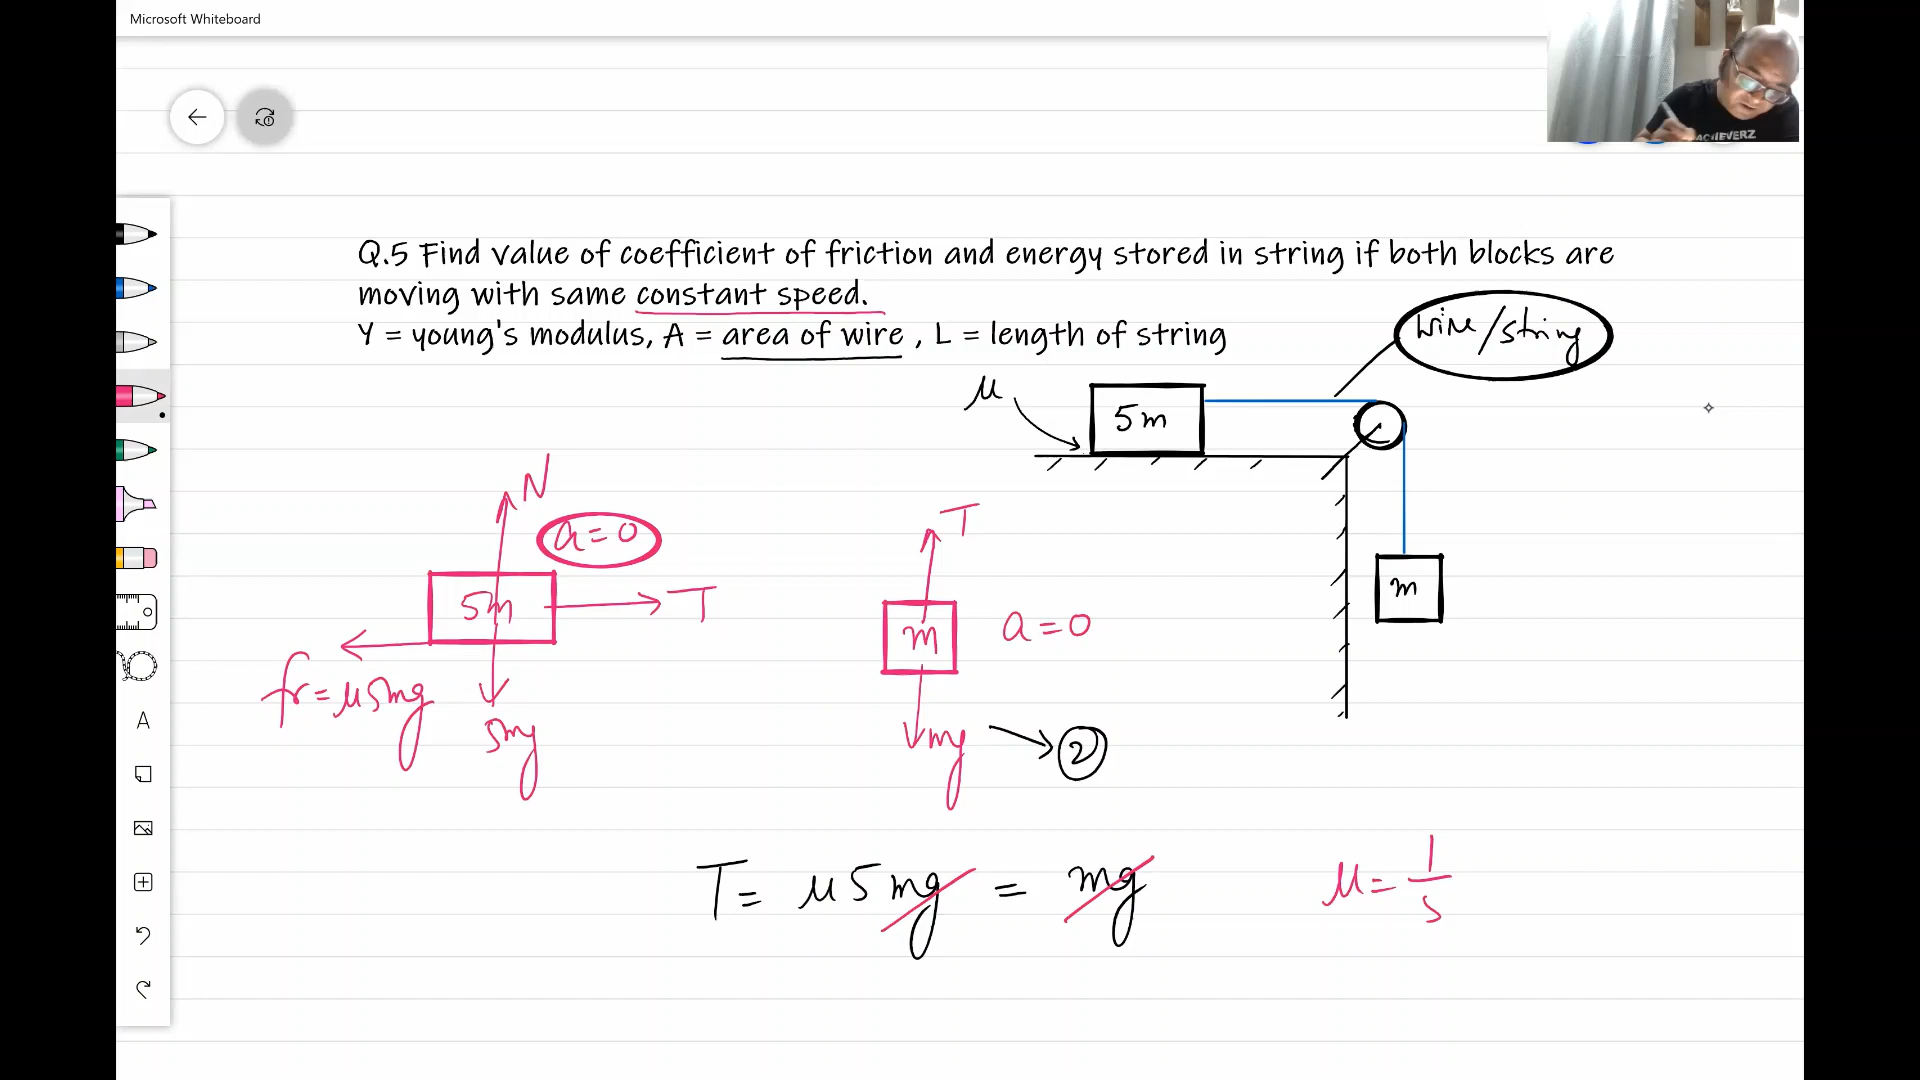 Microsoft Whiteboard
ACHIEVERZ
Q.5 Find value of coefficient of friction and energy stored in string if both blocks are
moving with same constant speed.
Y = young's modulus, A = area of wire , L = length of string
wire/string
μ
5m
N
a=0
T
5m
T
m
a=0
m
fr=μ5mg
5mg
mg
2
A
T= μ5mg = mg
μ= 1/5